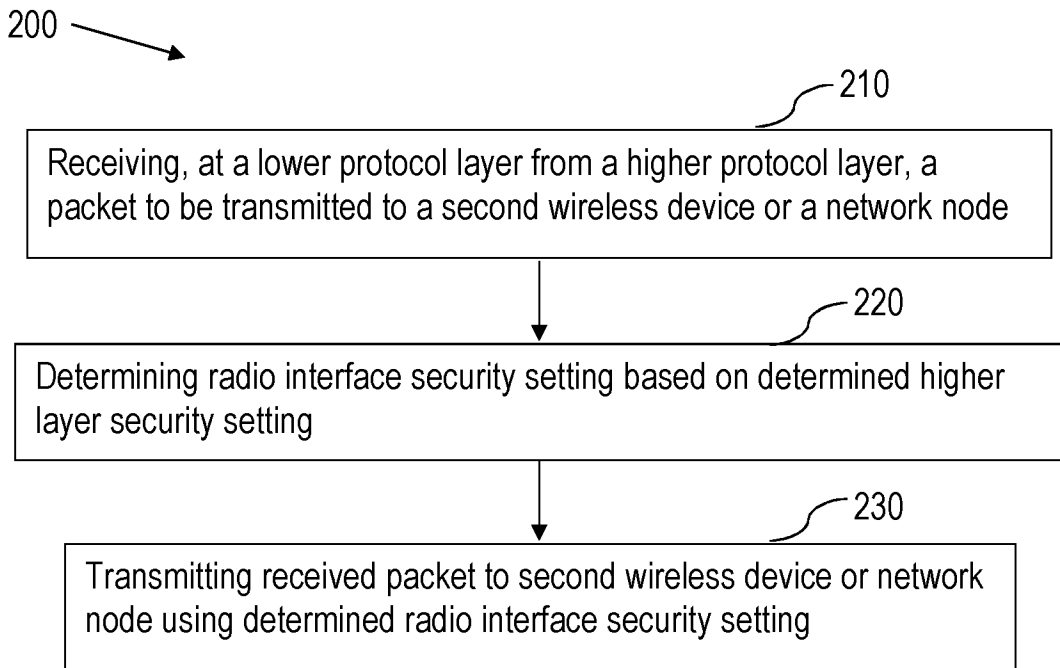 200
210
Receiving, at a lower protocol layer from a higher protocol layer, a
packet to be transmitted to a second wireless device or a network node
220
Determining radio interface security setting based on determined higher
layer security setting
230
Transmitting received packet to second wireless device or network
node using determined radio interface security setting